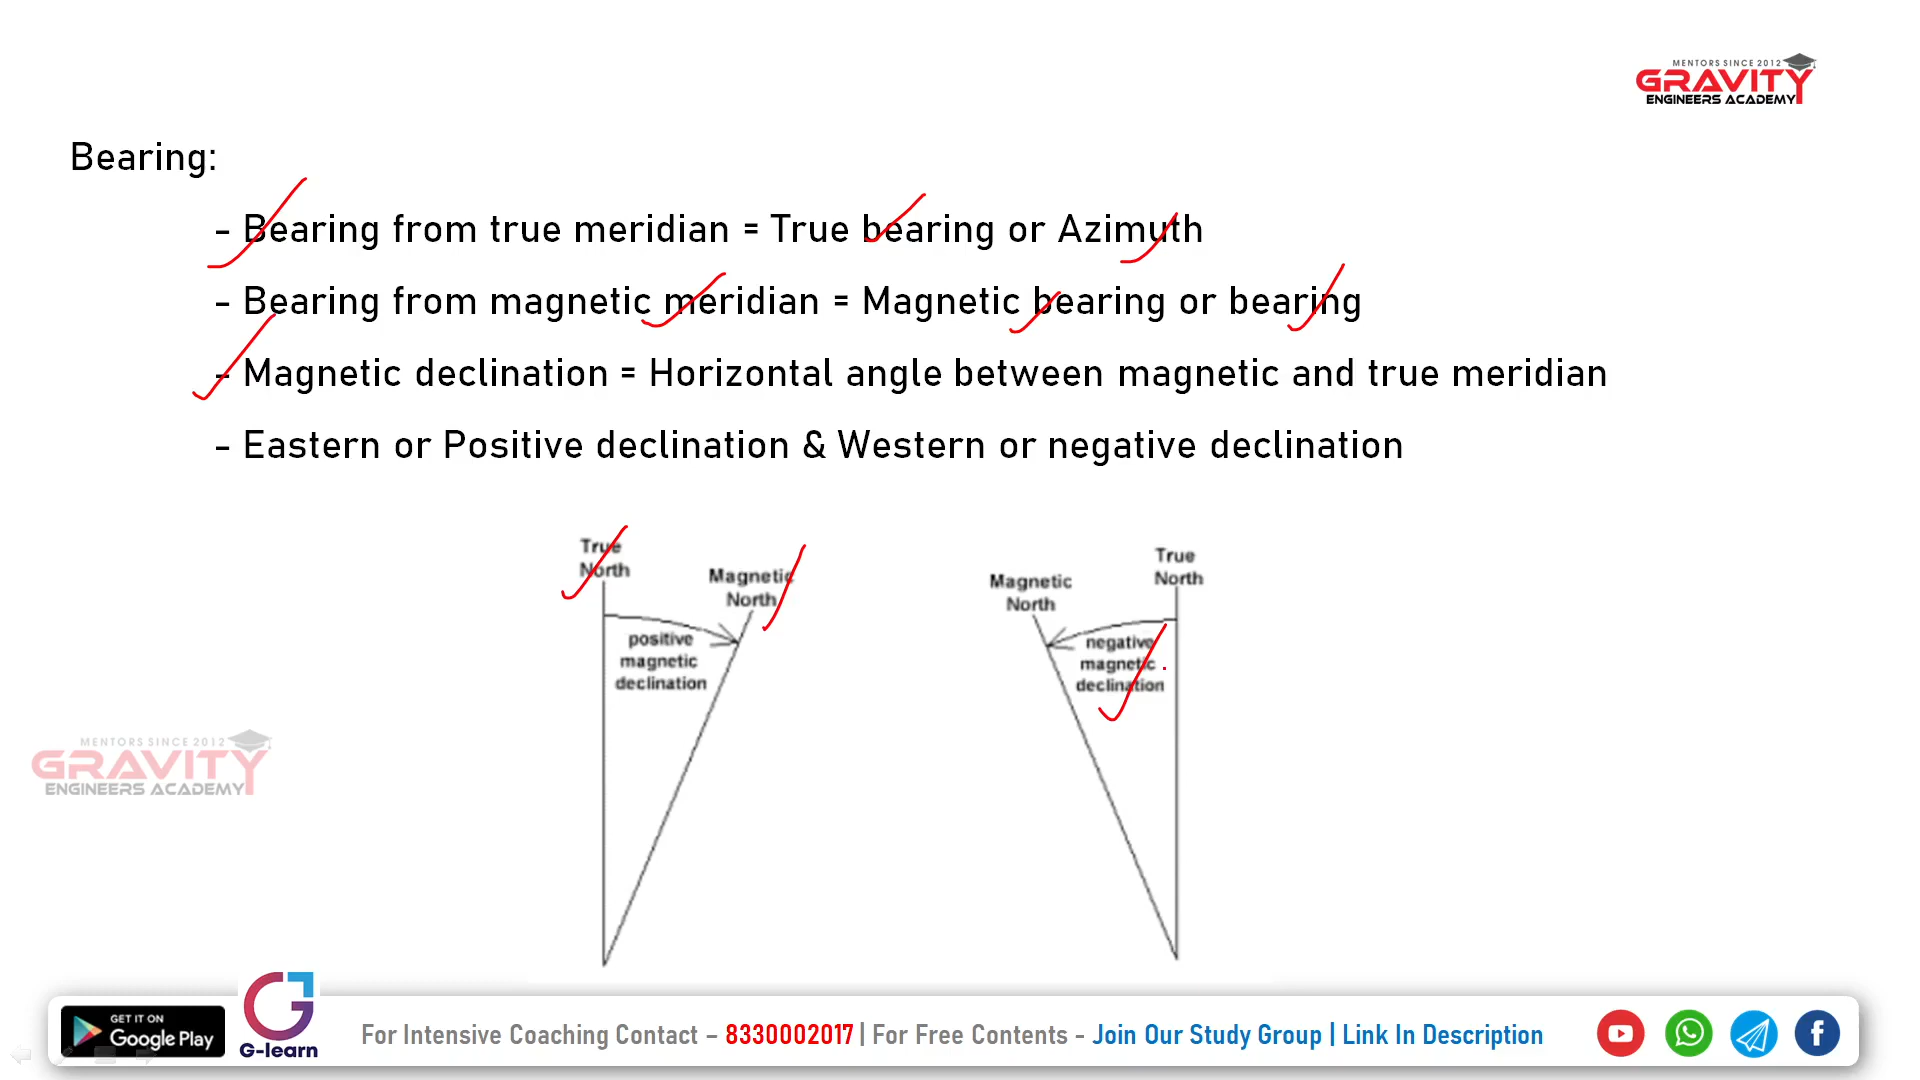 MENTORS SINCE 2012
GRAVITY
ENGINEERS ACADEMY
Bearing:
- Bearing from true meridian = True bearing or Azimuth
- Bearing from magnetic meridian = Magnetic bearing or bearing
- Magnetic declination = Horizontal angle between magnetic and true meridian
- Eastern or Positive declination & Western or negative declination
True
North
Magnetic
North
positive
magnetic
declination
Magnetic
North
True
North
negative
magnetic
declination
MENTORS SINCE 2012
GRAVITY
ENGINEERS ACADEMY
GET IT ON
Google Play
G-learn
For Intensive Coaching Contact – 8330002017 | For Free Contents - Join Our Study Group | Link In Description